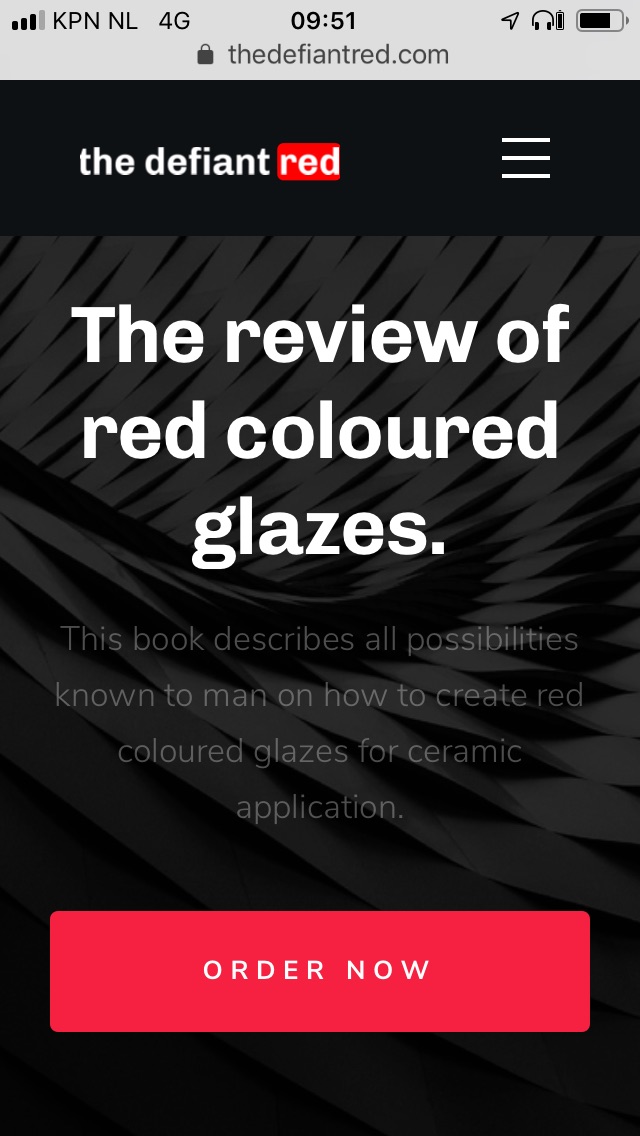 KPN NL 4G 09:51
thedefiantred.com
the defiant red
The review of
red coloured
glazes.
This book describes all possibilities
known to man on how to create red
coloured glazes for ceramic
application.
ORDER NOW